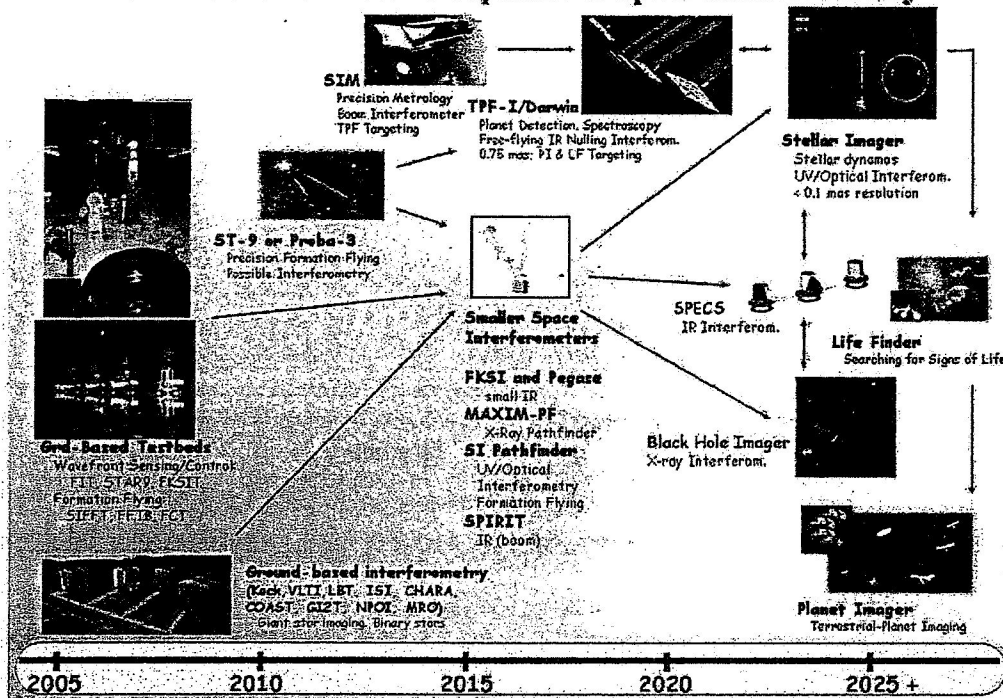 SIM
Precision Metrology
Boom Interferometer
TPF Targeting
TPF-I/Darwin
Planet Detection, Spectroscopy
Free-flying IR Nulling Interferom.
0.75 mas; PI & LF Targeting
Stellar Imager
Stellar dynamos
UV/Optical Interferom.
< 0.1 mas resolution
ST-9 or Proba-3
Precision Formation Flying
Possible Interferometry
Smaller Space
Interferometers
FKSI and Pegase
small IR
MAXIM-PF
X-Ray Pathfinder
SI Pathfinder
UV/Optical
Interferometry
Formation Flying
SPIRIT
IR (boom)
SPECS
IR Interferom.
Life Finder
Searching for Signs of Life
Black Hole Imager
X-ray Interferom.
Planet Imager
Terrestrial-Planet Imaging
Grd-Based Testbeds
Wavefront Sensing/Control:
FIT, STAR9, FKSIT
Formation Flying:
SIFFT, FFTB, FCT
Ground-based interferometry
(Keck, VLTI, LBT, ISI, CHARA,
COAST, GI2T, NPOI, MRO)
Giant star imaging, Binary stars
2005 2010 2015 2020 2025 +